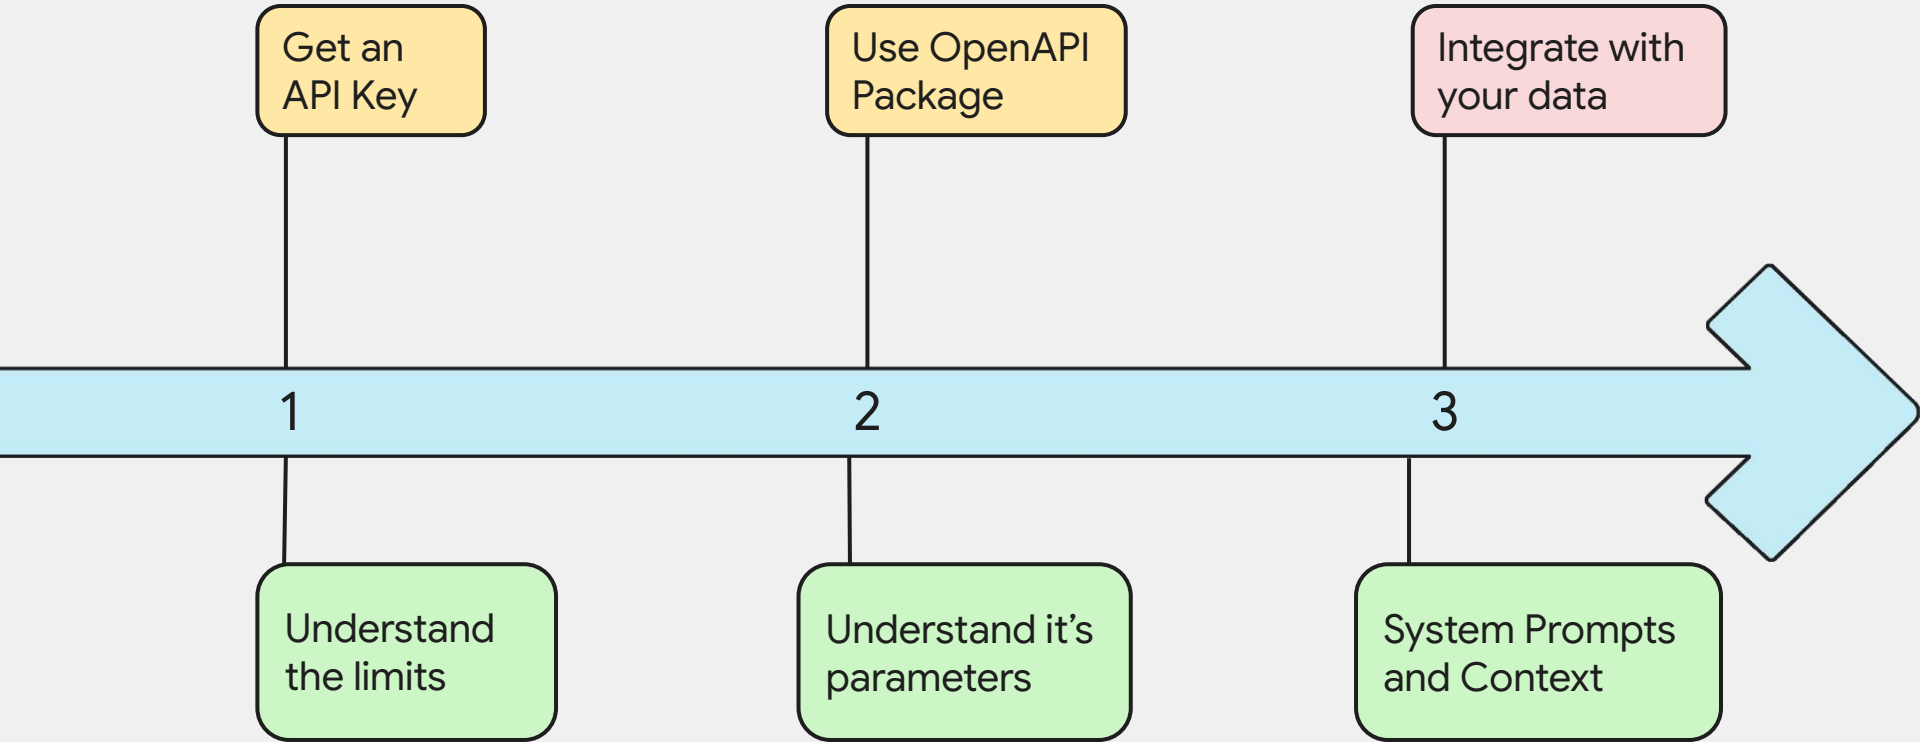 Get an
API Key
Use OpenAPI
Package
Integrate with
your data
1
2
3
Understand
the limits
Understand it’s
parameters
System Prompts
and Context